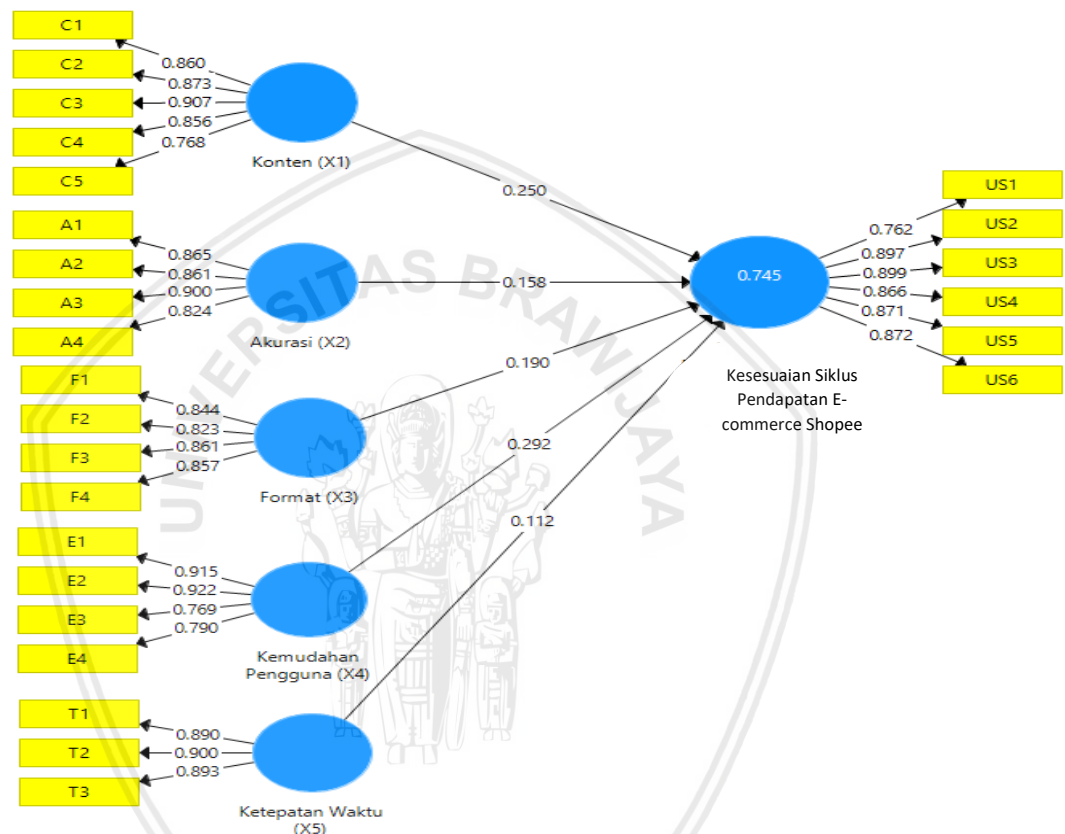 C1
C2
C3
C4
C5
0.860
0.873
0.907
0.856
0.768
Konten (X1)
0.250
A1
A2
A3
A4
0.865
0.861
0.900
0.824
Akurasi (X2)
0.158
F1
F2
F3
F4
0.844
0.823
0.861
0.857
Format (X3)
0.190
E1
E2
E3
E4
0.915
0.922
0.769
0.790
Kemudahan
Pengguna (X4)
0.292
T1
T2
T3
0.890
0.900
0.893
Ketepatan Waktu
(X5)
0.112
0.745
Kesesuaian Siklus
Pendapatan E-
commerce Shopee
0.762
0.897
0.899
0.866
0.871
0.872
US1
US2
US3
US4
US5
US6
UNIVERSITAS BRAWIJAYA